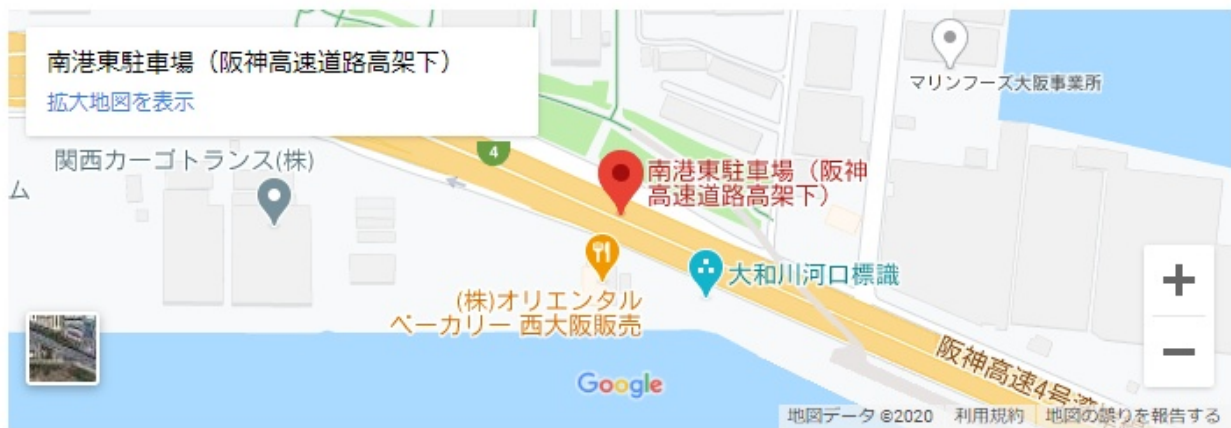 南港東駐車場（阪神高速道路高架下）
拡大地図を表示
マリンフーズ大阪事業所
関西カーゴトランス(株)
ム
4
南港東駐車場（阪神
高速道路高架下）
大和川河口標識
(株)オリエンタル
ベーカリー 西大阪販売
阪神高速4号湾
Google
地図データ ©2020 利用規約 地図の誤りを報告する